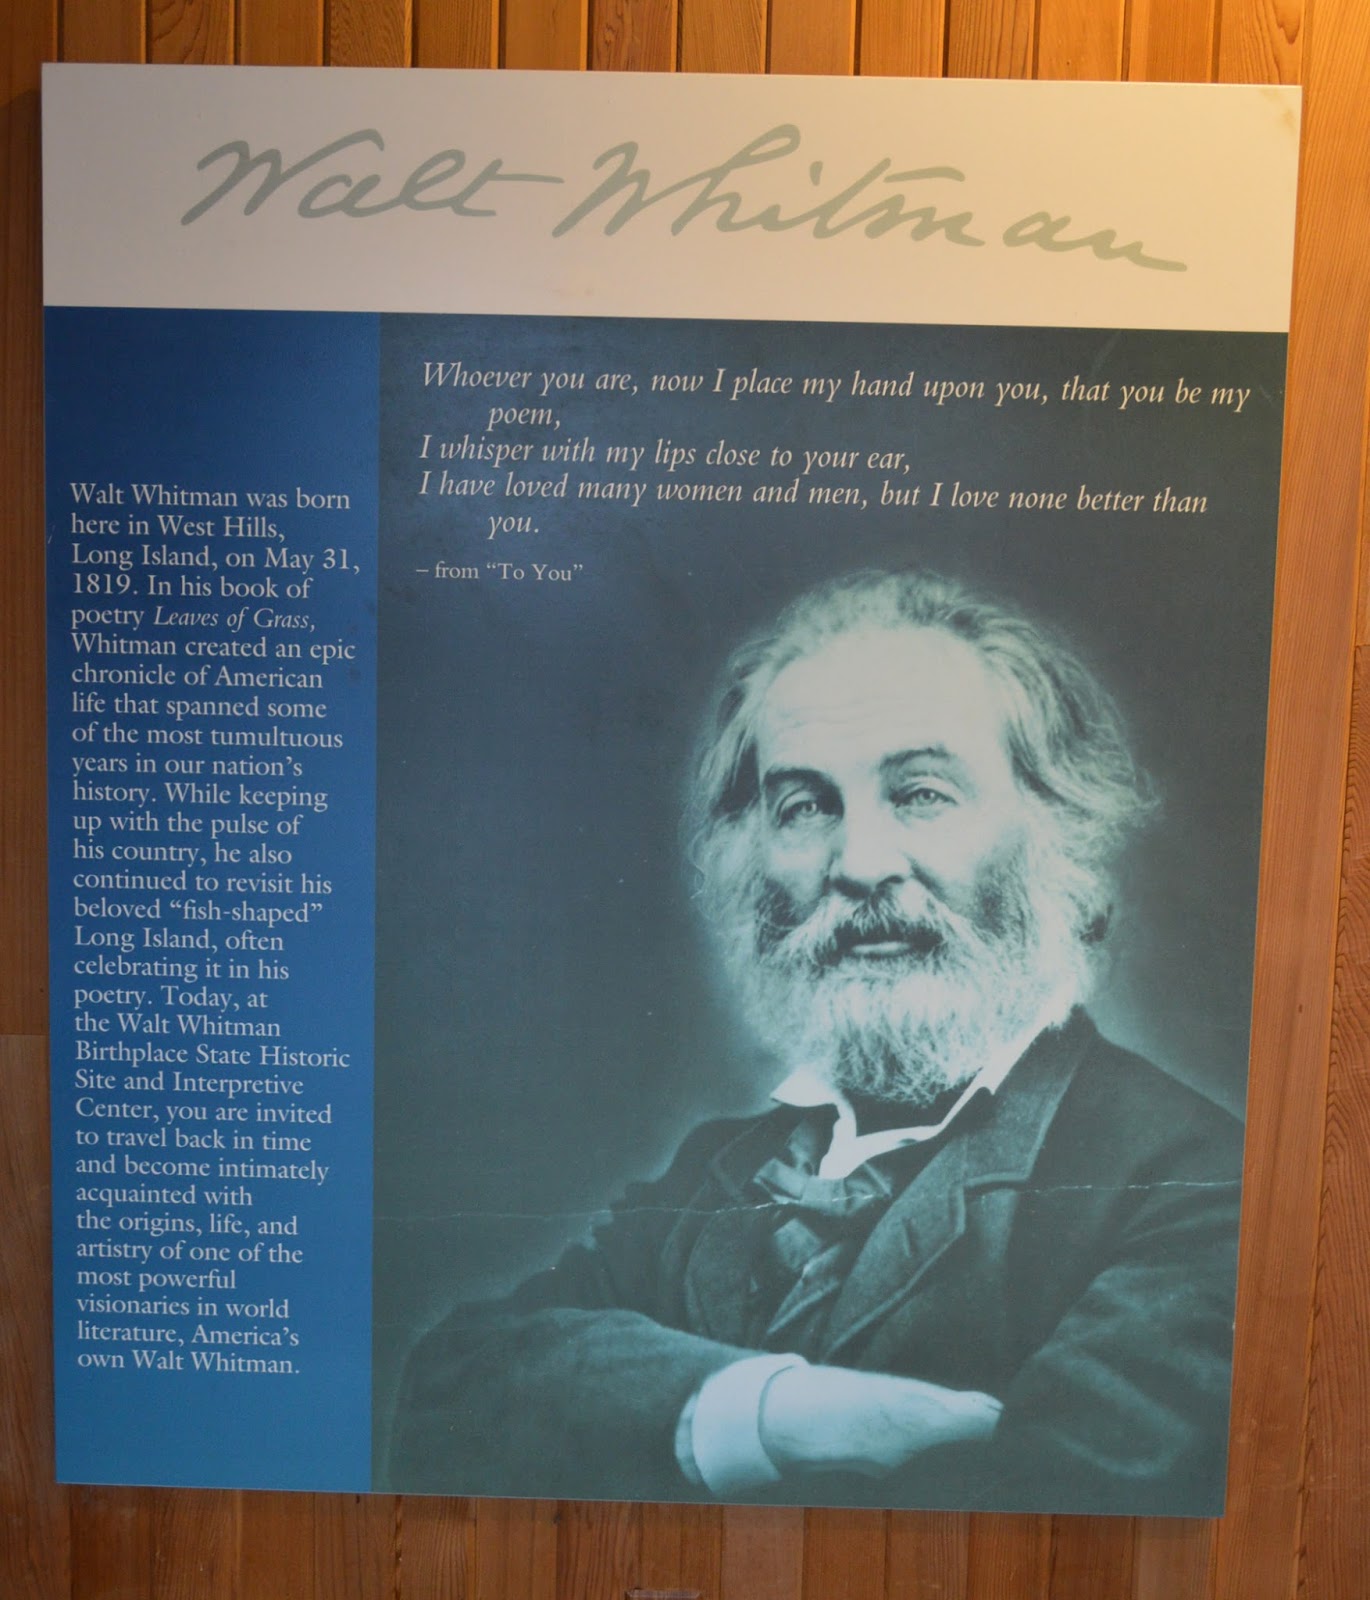 Walt Whitman
Whoever you are, now I place my hand upon you, that you be my
poem,
I whisper with my lips close to your ear,
I have loved many women and men, but I love none better than
you.
– from “To You”
Walt Whitman was born
here in West Hills,
Long Island, on May 31,
1819. In his book of
poetry Leaves of Grass,
Whitman created an epic
chronicle of American
life that spanned some
of the most tumultuous
years in our nation’s
history. While keeping
up with the pulse of
his country, he also
continued to revisit his
beloved “fish-shaped”
Long Island, often
celebrating it in his
poetry. Today, at
the Walt Whitman
Birthplace State Historic
Site and Interpretive
Center, you are invited
to travel back in time
and become intimately
acquainted with
the origins, life, and
artistry of one of the
most powerful
visionaries in world
literature, America’s
own Walt Whitman.